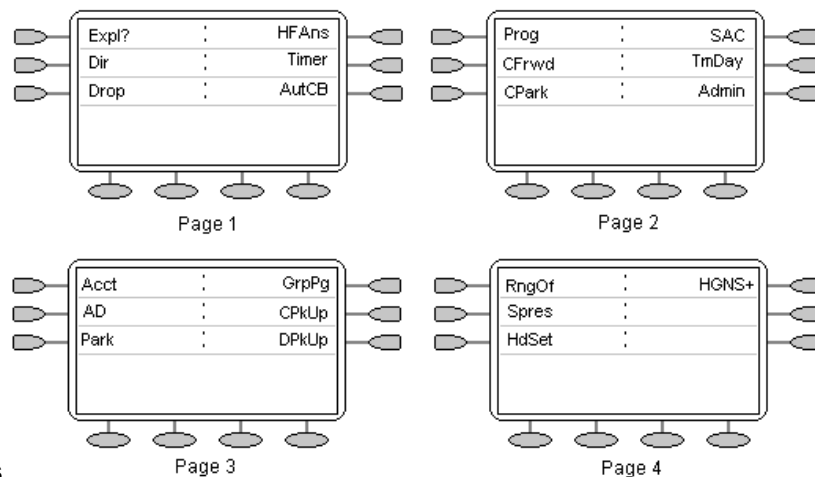 Expl? : HFAns
Dir : Timer
Drop : AutCB
Page 1
Prog : SAC
CFrwd : TmDay
CPark : Admin
Page 2
Acct : GrpPg
AD : CPkUp
Park : DPkUp
Page 3
RngOf : HGNS+
Spres :
HdSet :
Page 4